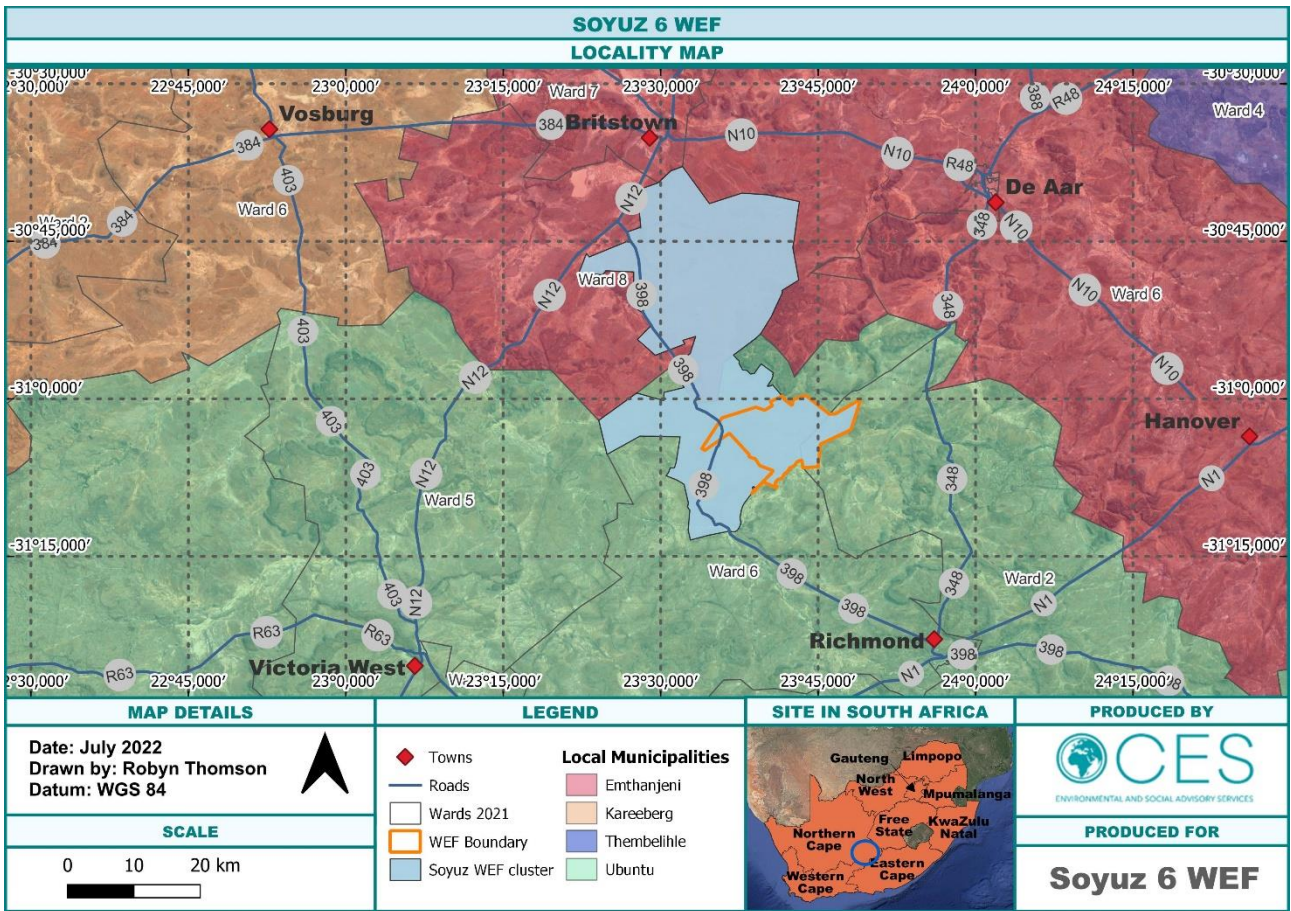 SOYUZ 6 WEF
LOCALITY MAP
-30°30,000′
22°45,000′
23°0,000′
23°15,000′
23°30,000′
23°45,000′
24°0,000′
24°15,000′
-30°30,000′
2°30,000′
Ward 7
388
R48
Ward 4
Vosburg
384
384
Britstown
N10
N10
R48
403
Ward 6
N12
De Aar
384
384
348
N10
-30°45,000′
-30°45,000′
Ward 8
398
N12
N10
Ward 6
348
403
398
N12
N10
-31°0,000′
-31°0,000′
403
Hanover
403
N12
Ward 5
398
348
N1
-31°15,000′
-31°15,000′
Ward 6
398
348
Ward 2
403
N12
398
N1
R63
R63
Richmond
398
398
R63
Victoria West
N1
2°30,000′
22°45,000′
23°0,000′
23°15,000′
23°30,000′
23°45,000′
24°0,000′
24°15,000′
MAP DETAILS
Date: July 2022
Drawn by: Robyn Thomson
Datum: WGS 84
SCALE
0 10 20 km
LEGEND
Towns
Roads
Wards 2021
WEF Boundary
Soyuz WEF cluster
Local Municipalities
Emthanjeni
Kareeberg
Thembelihle
Ubuntu
SITE IN SOUTH AFRICA
Gauteng
Limpopo
North
West
Mpumalanga
Free
State
KwaZulu
Natal
Northern
Cape
Eastern
Cape
Western
Cape
PRODUCED BY
CES
ENVIRONMENTAL AND SOCIAL ADVISORY SERVICES
PRODUCED FOR
Soyuz 6 WEF